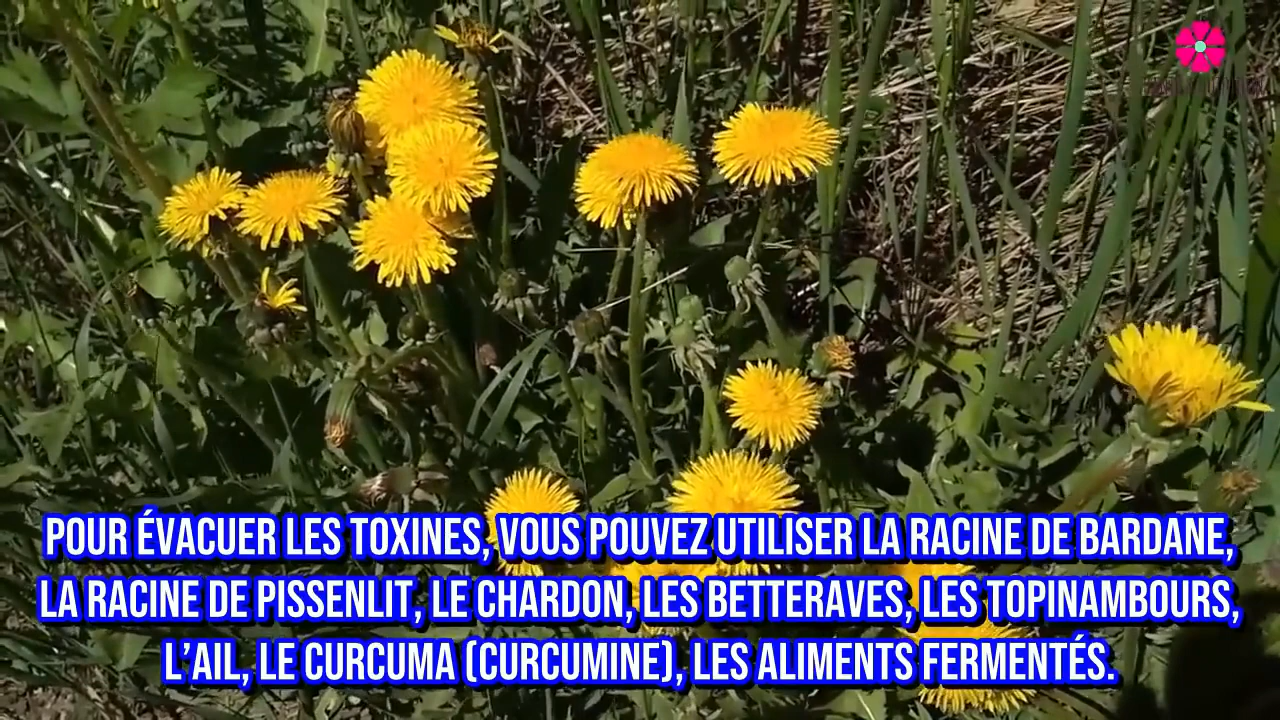 POUR ÉVACUER LES TOXINES, VOUS POUVEZ UTILISER LA RACINE DE BARDANE,
LA RACINE DE PISSENLIT, LE CHARDON, LES BETTERAVES, LES TOPINAMBOURS,
L’AIL, LE CURCUMA (CURCUMINE), LES ALIMENTS FERMENTÉS.